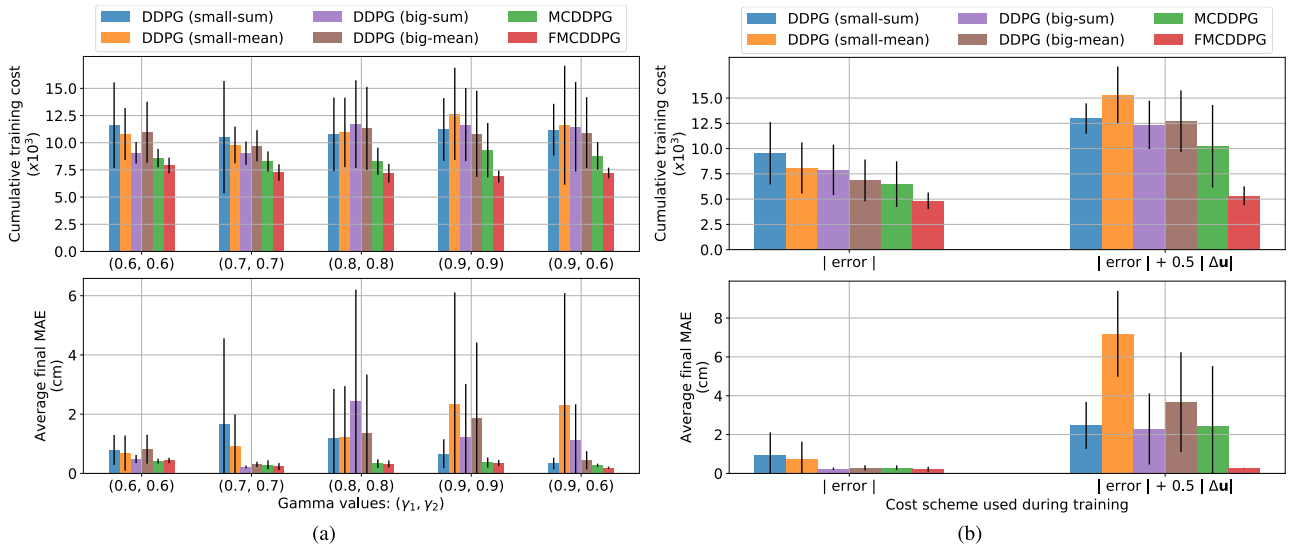 DDPG (small-sum) DDPG (big-sum) MCDDPG
DDPG (small-mean) DDPG (big-mean) FMCDDPG
Cumulative training cost
(x10³)
15.0
12.5
10.0
7.5
5.0
2.5
0.0
(0.6, 0.6) (0.7, 0.7) (0.8, 0.8) (0.9, 0.9) (0.9, 0.6)
Average final MAE
(cm)
6
4
2
0
(0.6, 0.6) (0.7, 0.7) (0.8, 0.8) (0.9, 0.9) (0.9, 0.6)
Gamma values: (γ₁, γ₂)
(a)
DDPG (small-sum) DDPG (big-sum) MCDDPG
DDPG (small-mean) DDPG (big-mean) FMCDDPG
Cumulative training cost
(x10³)
15.0
12.5
10.0
7.5
5.0
2.5
0.0
| error | | error | + 0.5 | Δu|
Average final MAE
(cm)
8
6
4
2
0
| error | | error | + 0.5 | Δu|
Cost scheme used during training
(b)